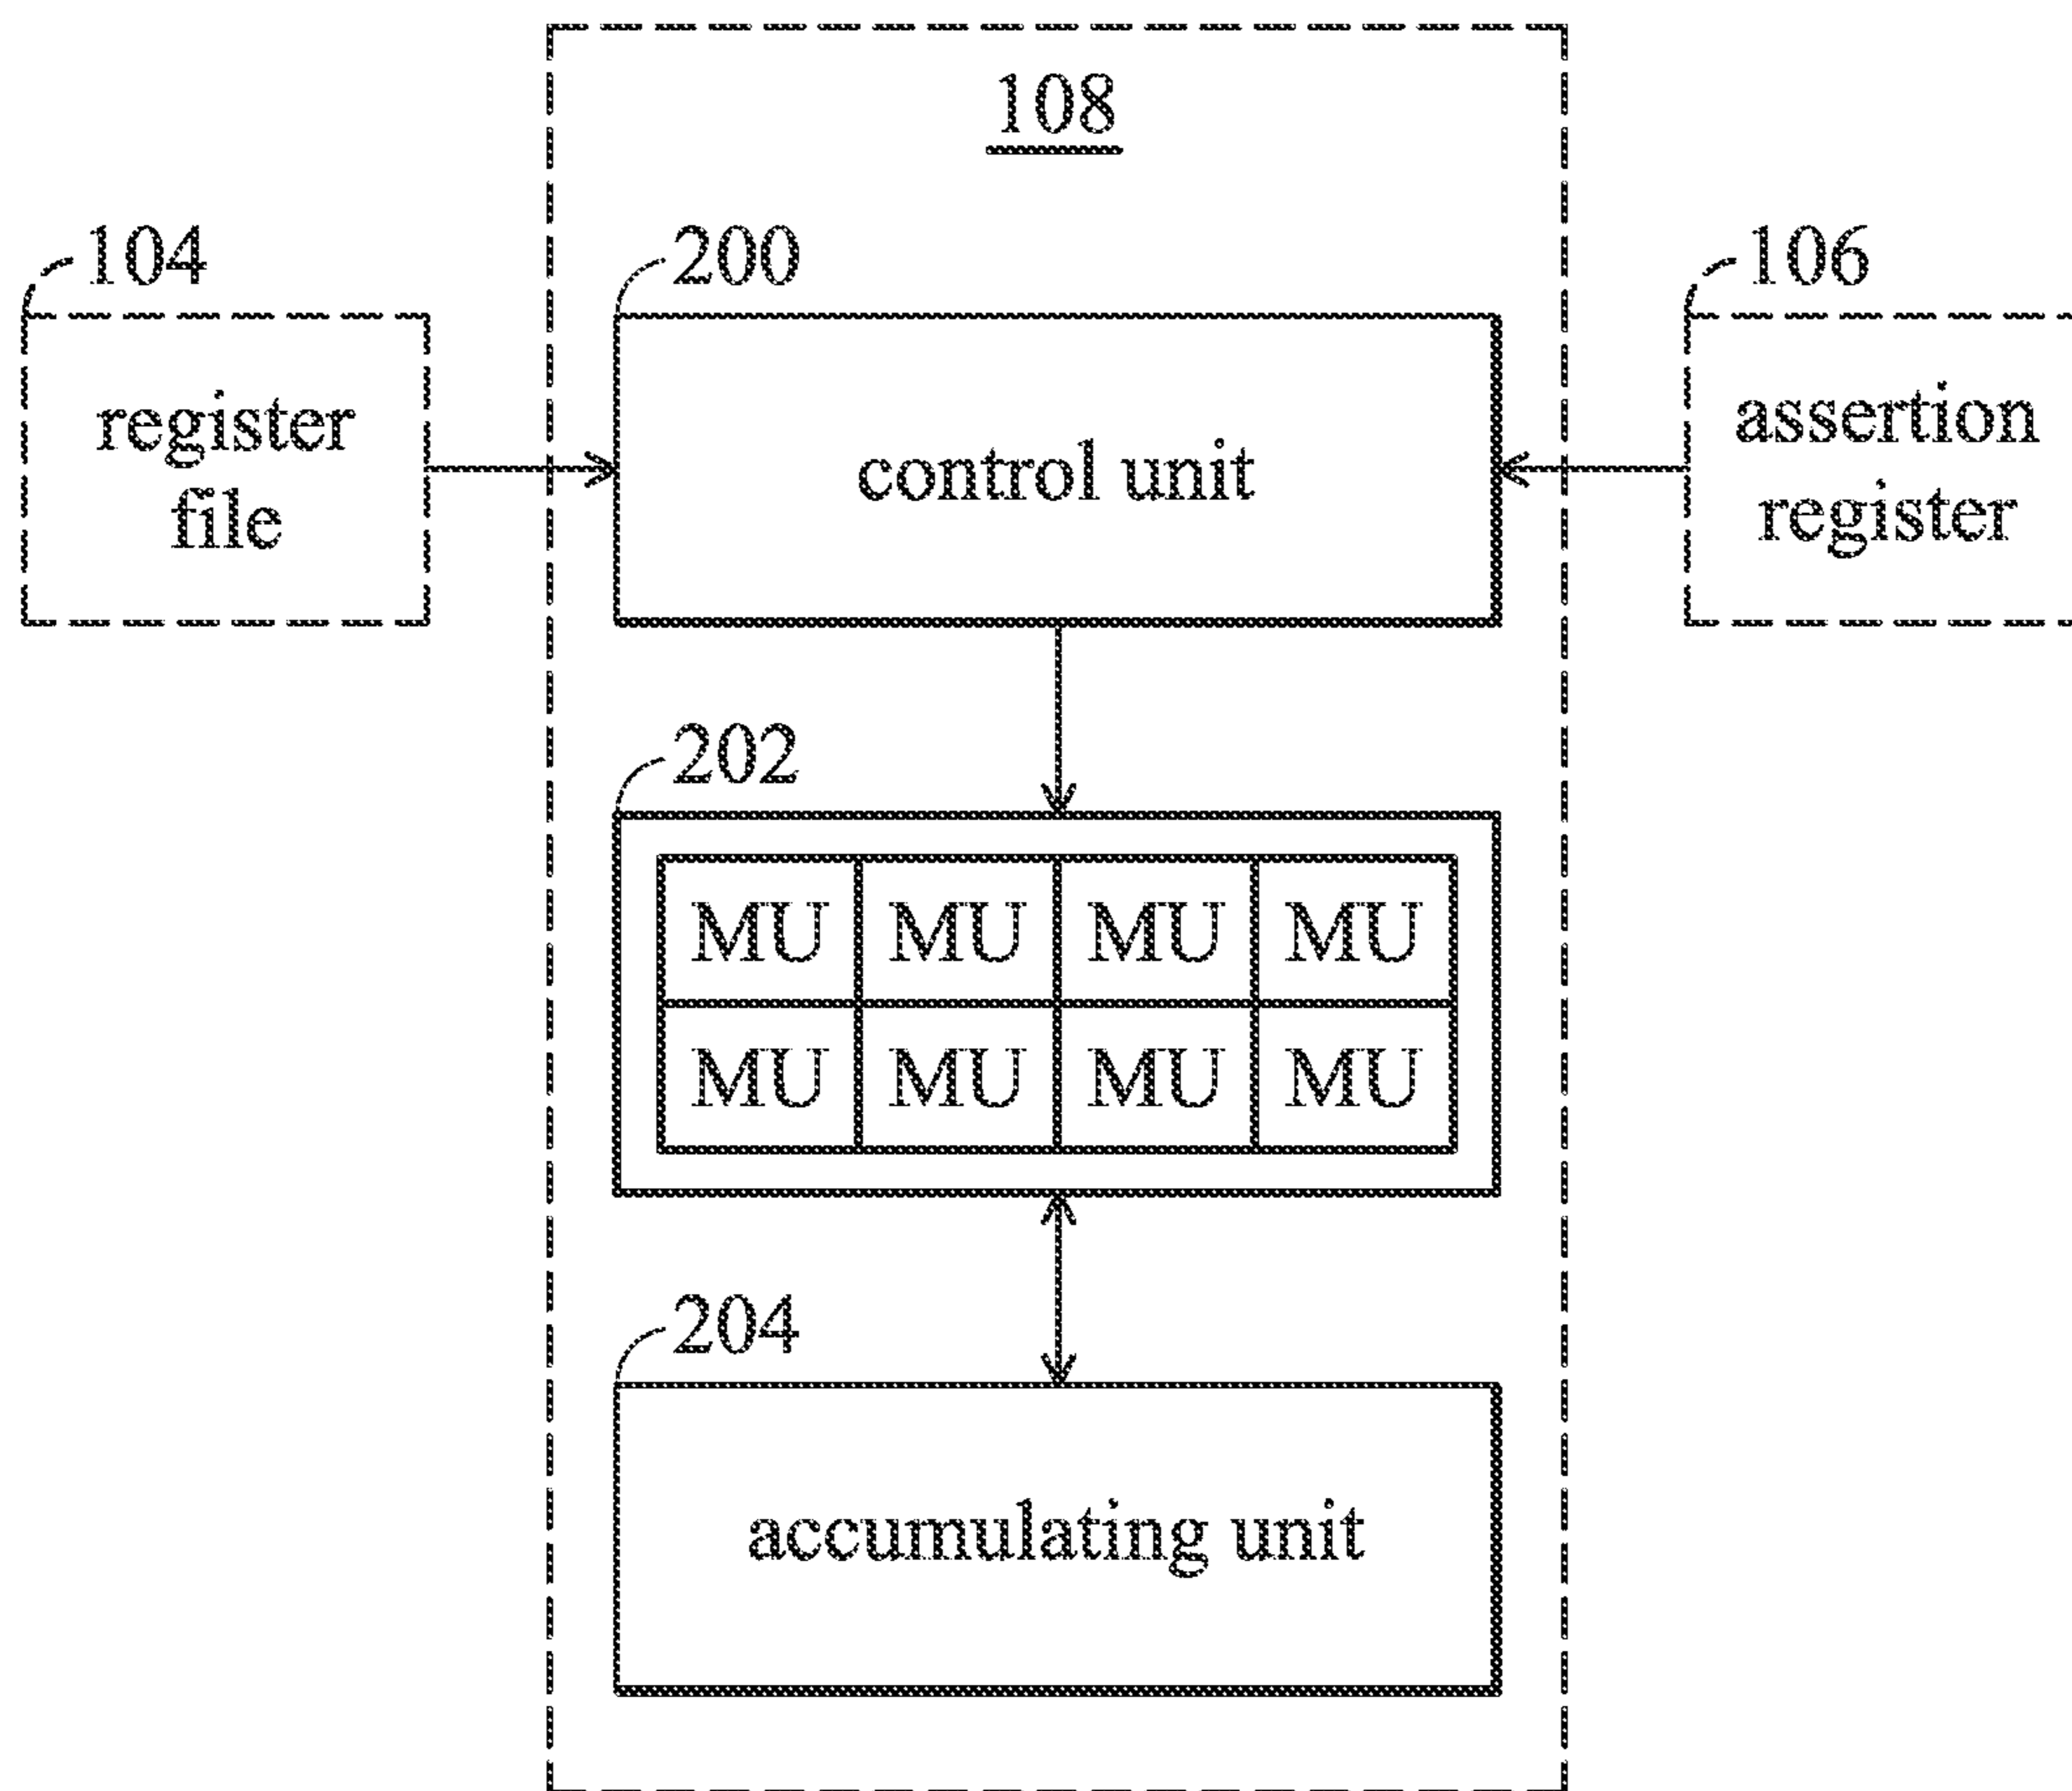 108
104
200
106
register
file
control unit
assertion
register
202
MU MU MU MU
MU MU MU MU
204
accumulating unit